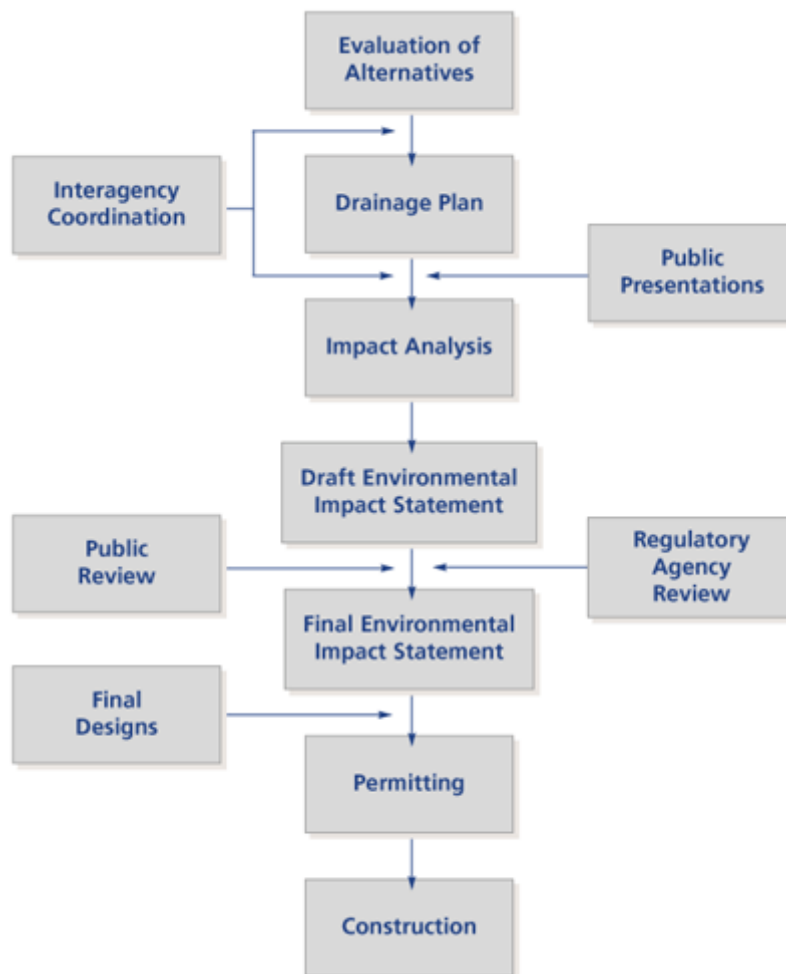 Evaluation of
Alternatives
Interagency
Coordination
Drainage Plan
Public
Presentations
Impact Analysis
Draft Environmental
Impact Statement
Public
Review
Regulatory
Agency
Review
Final Environmental
Impact Statement
Final
Designs
Permitting
Construction